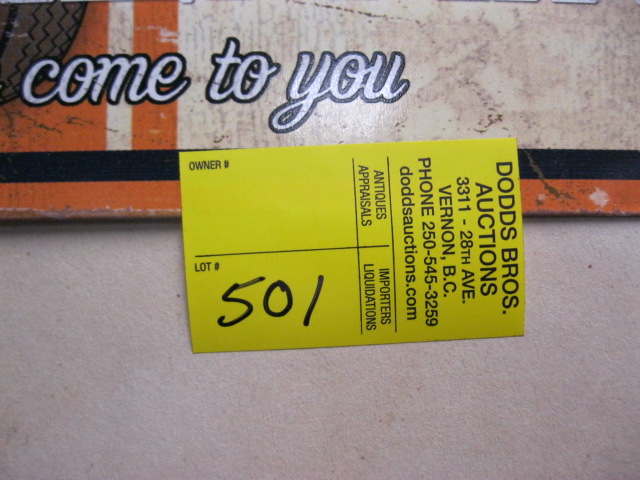 come to you
OWNER #
LOT #
501
ANTIQUES
APPRAISALS
IMPORTERS
LIQUIDATIONS
DODDS BROS.
AUCTIONS
3311 - 28TH AVE.
VERNON, B.C.
PHONE 250-545-3259
doddsauctions.com